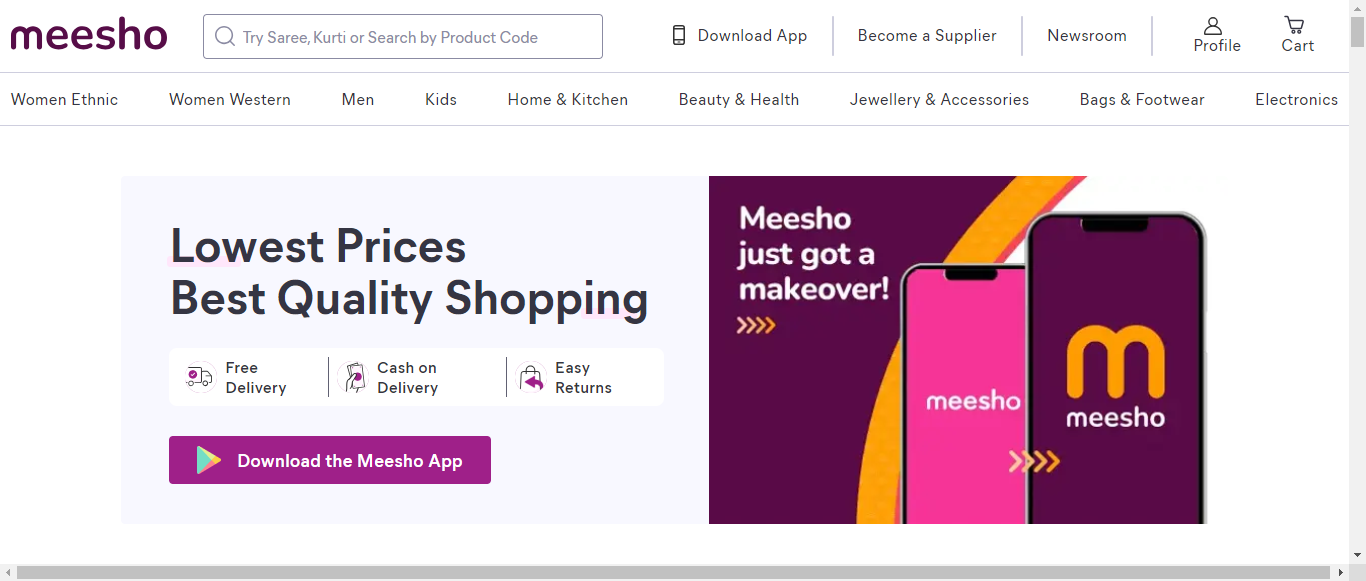 meesho
Try Saree, Kurti or Search by Product Code
Download App
Become a Supplier
Newsroom
Profile
Cart
Women Ethnic
Women Western
Men
Kids
Home & Kitchen
Beauty & Health
Jewellery & Accessories
Bags & Footwear
Electronics
Lowest Prices
Best Quality Shopping
Free
Delivery
Cash on
Delivery
Easy
Returns
Download the Meesho App
Meesho
just got a
makeover!
meesho
meesho